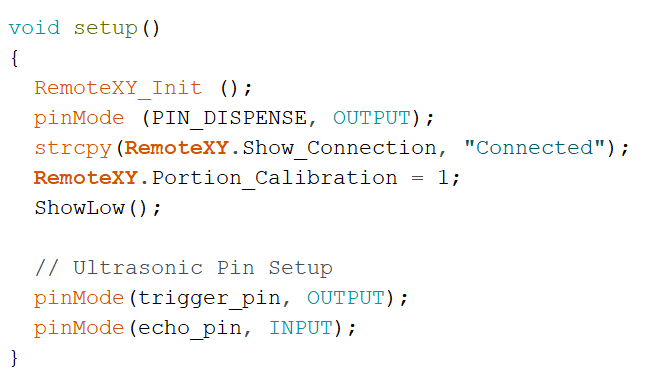 void setup()
{
  RemoteXY_Init ();
  pinMode (PIN_DISPENSE, OUTPUT);
  strcpy(RemoteXY.Show_Connection, "Connected");
  RemoteXY.Portion_Calibration = 1;
  ShowLow();

  // Ultrasonic Pin Setup
  pinMode(trigger_pin, OUTPUT);
  pinMode(echo_pin, INPUT);
}